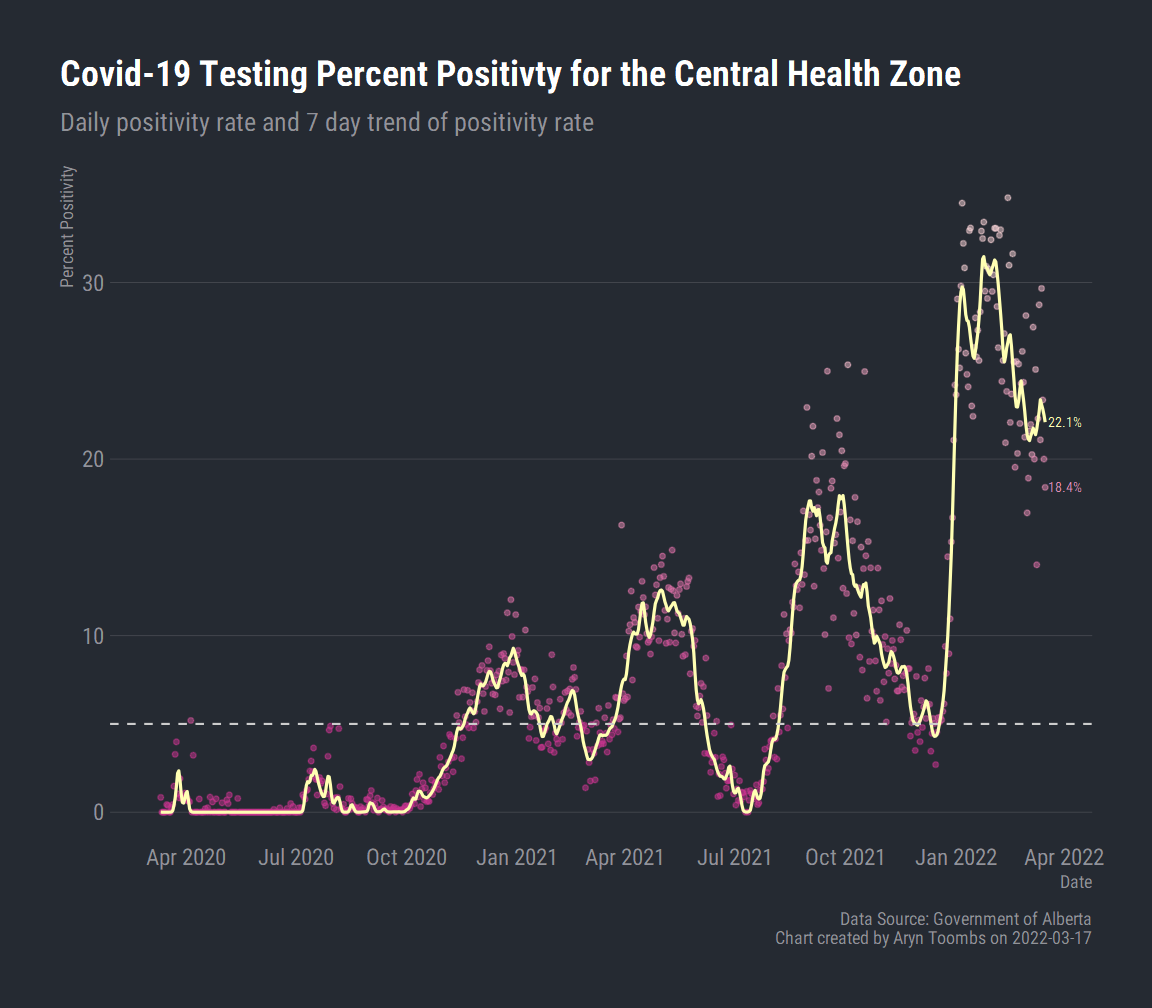 Covid-19 Testing Percent Positivty for the Central Health Zone
Daily positivity rate and 7 day trend of positivity rate
Percent Positivity
30
20
10
0
22.1%
18.4%
Apr 2020 Jul 2020 Oct 2020 Jan 2021 Apr 2021 Jul 2021 Oct 2021 Jan 2022 Apr 2022
Date
Data Source: Government of Alberta
Chart created by Aryn Toombs on 2022-03-17